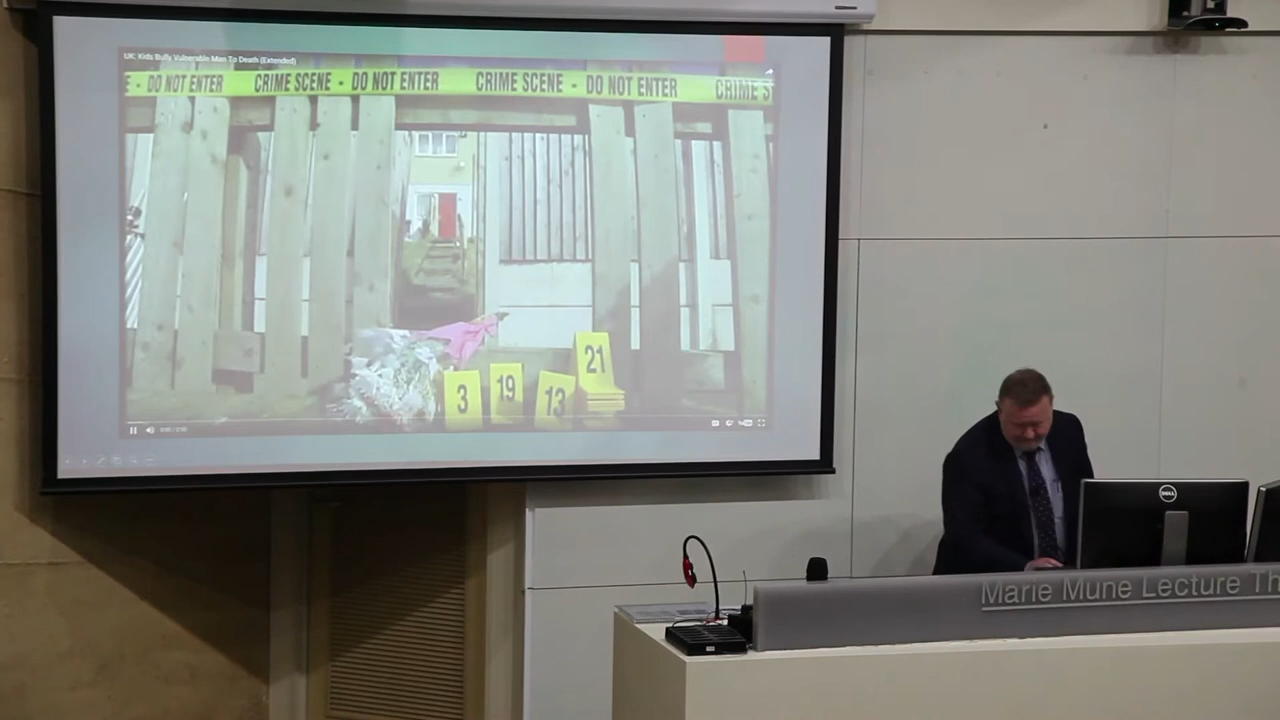 UK: Kids Bully Vulnerable Man To Death (Extended)
E - DO NOT ENTER CRIME SCENE - DO NOT ENTER CRIME SCENE - DO NOT ENTER CRIME S
21
19
3
13
DELL
Marie Mune Lecture Th